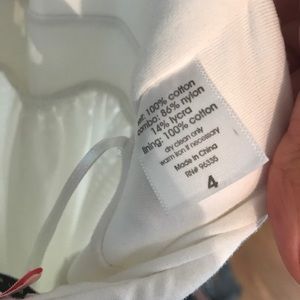 100% cotton
combo: 86% nylon
14% lycra
lining: 100% cotton
dry clean only
warm iron if necessary
Made in China
RN# 96535
4